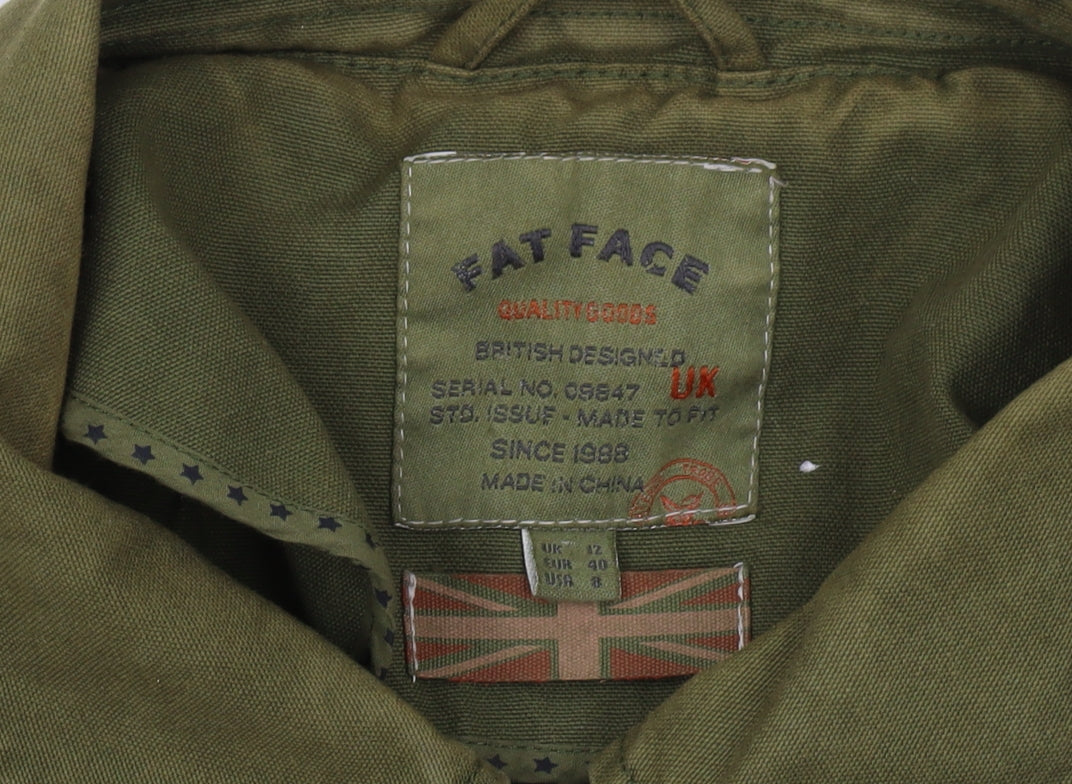 FAT FACE
QUALITY GOODS
BRITISH DESIGNED
UK
SERIAL NO. 09847
STD. ISSUE - MADE TO FIT
SINCE 1988
MADE IN CHINA
UK 12
EUR 40
USA 8